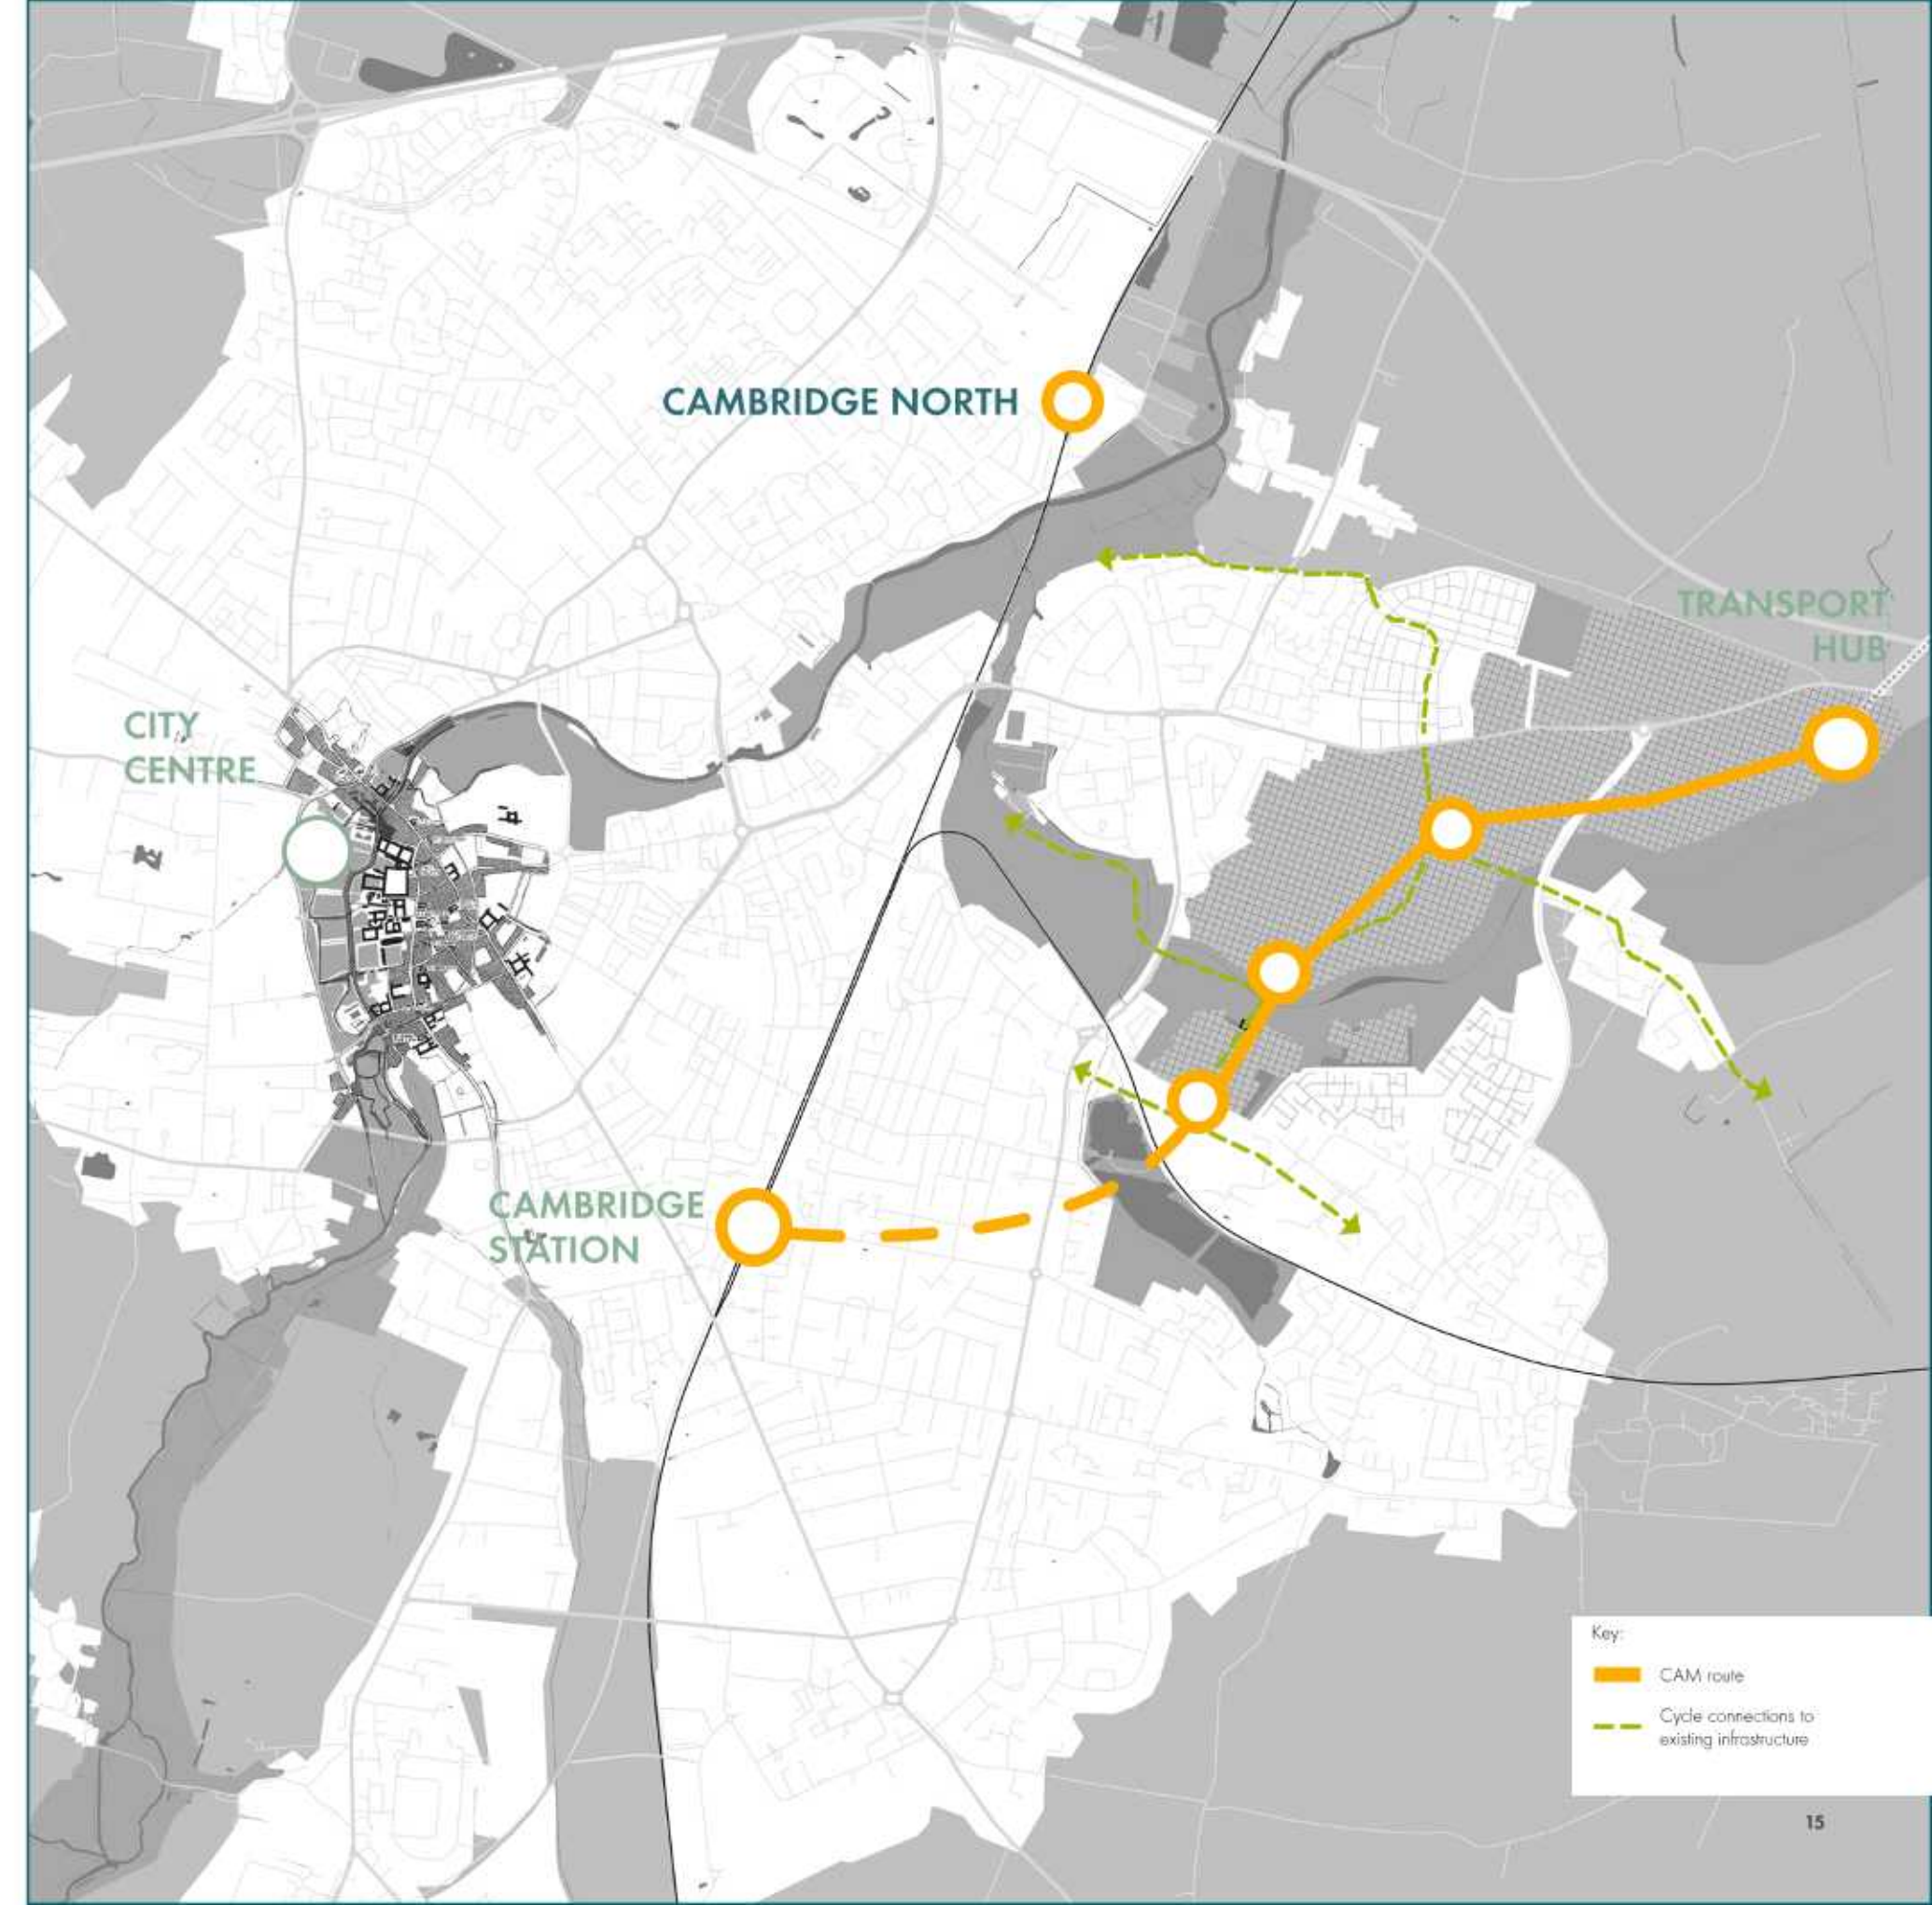 CAMBRIDGE NORTH
TRANSPORT
HUB
CITY
CENTRE
CAMBRIDGE
STATION
Key:
CAM route
Cycle connections to
existing infrastructure
15